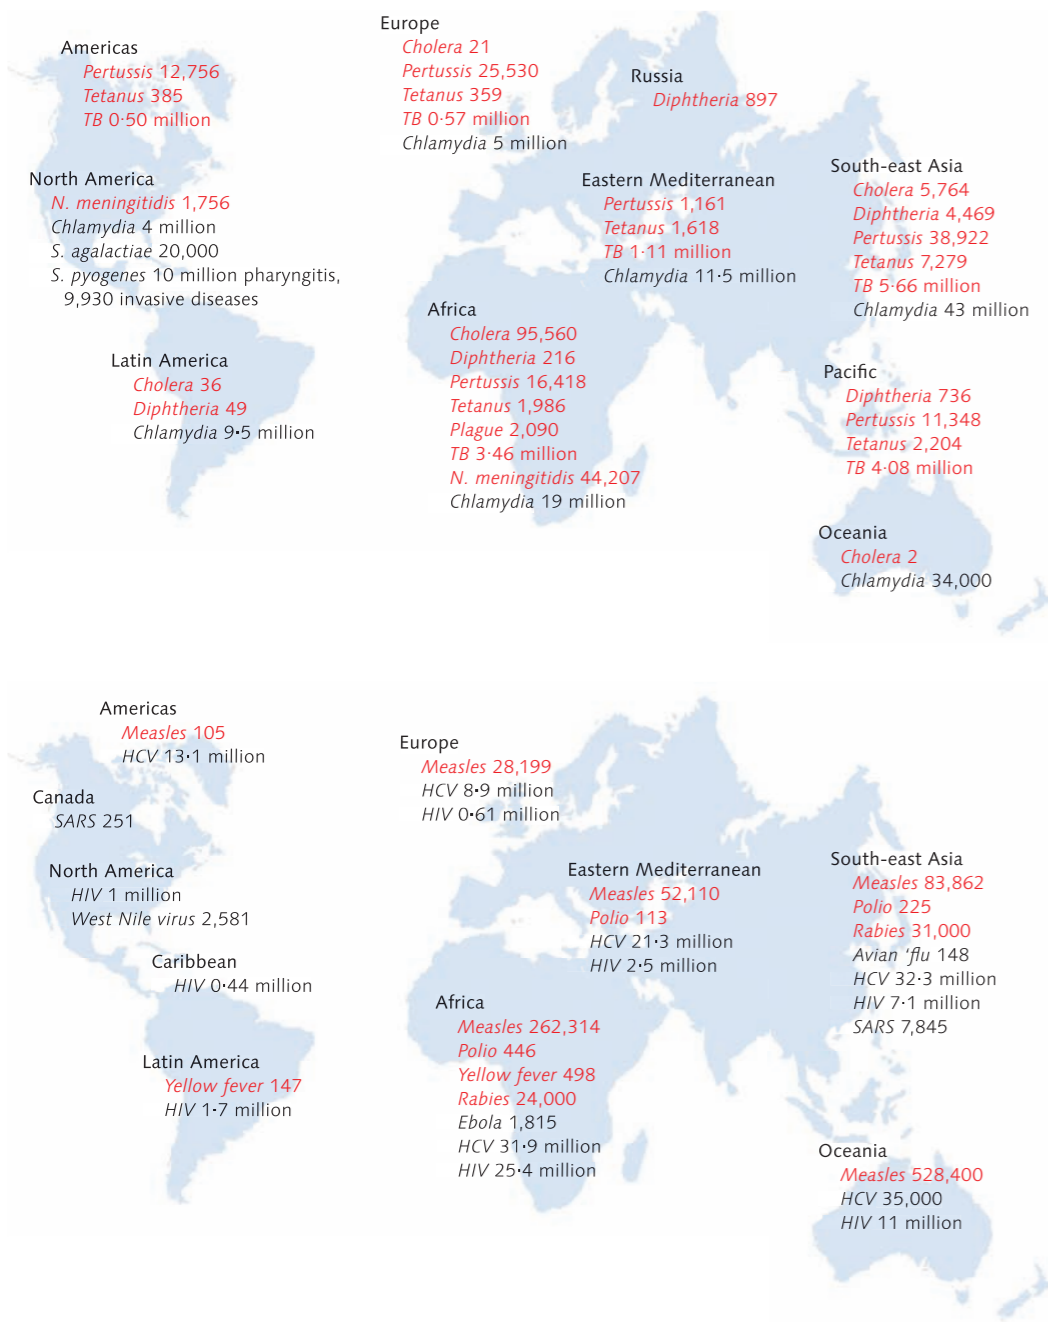 Americas
Pertussis 12,756
Tetanus 385
TB 0·50 million
North America
N. meningitidis 1,756
Chlamydia 4 million
S. agalactiae 20,000
S. pyogenes 10 million pharyngitis,
9,930 invasive diseases
Latin America
Cholera 36
Diphtheria 49
Chlamydia 9·5 million
Europe
Cholera 21
Pertussis 25,530
Tetanus 359
TB 0·57 million
Chlamydia 5 million
Russia
Diphtheria 897
Eastern Mediterranean
Pertussis 1,161
Tetanus 1,618
TB 1·11 million
Chlamydia 11·5 million
Africa
Cholera 95,560
Diphtheria 216
Pertussis 16,418
Tetanus 1,986
Plague 2,090
TB 3·46 million
N. meningitidis 44,207
Chlamydia 19 million
South-east Asia
Cholera 5,764
Diphtheria 4,469
Pertussis 38,922
Tetanus 7,279
TB 5·66 million
Chlamydia 43 million
Pacific
Diphtheria 736
Pertussis 11,348
Tetanus 2,204
TB 4·08 million
Oceania
Cholera 2
Chlamydia 34,000
Americas
Measles 105
HCV 13·1 million
Canada
SARS 251
North America
HIV 1 million
West Nile virus 2,581
Caribbean
HIV 0·44 million
Latin America
Yellow fever 147
HIV 1·7 million
Europe
Measles 28,199
HCV 8·9 million
HIV 0·61 million
Eastern Mediterranean
Measles 52,110
Polio 113
HCV 21·3 million
HIV 2·5 million
Africa
Measles 262,314
Polio 446
Yellow fever 498
Rabies 24,000
Ebola 1,815
HCV 31·9 million
HIV 25·4 million
South-east Asia
Measles 83,862
Polio 225
Rabies 31,000
Avian ‘flu 148
HCV 32·3 million
HIV 7·1 million
SARS 7,845
Oceania
Measles 528,400
HCV 35,000
HIV 11 million